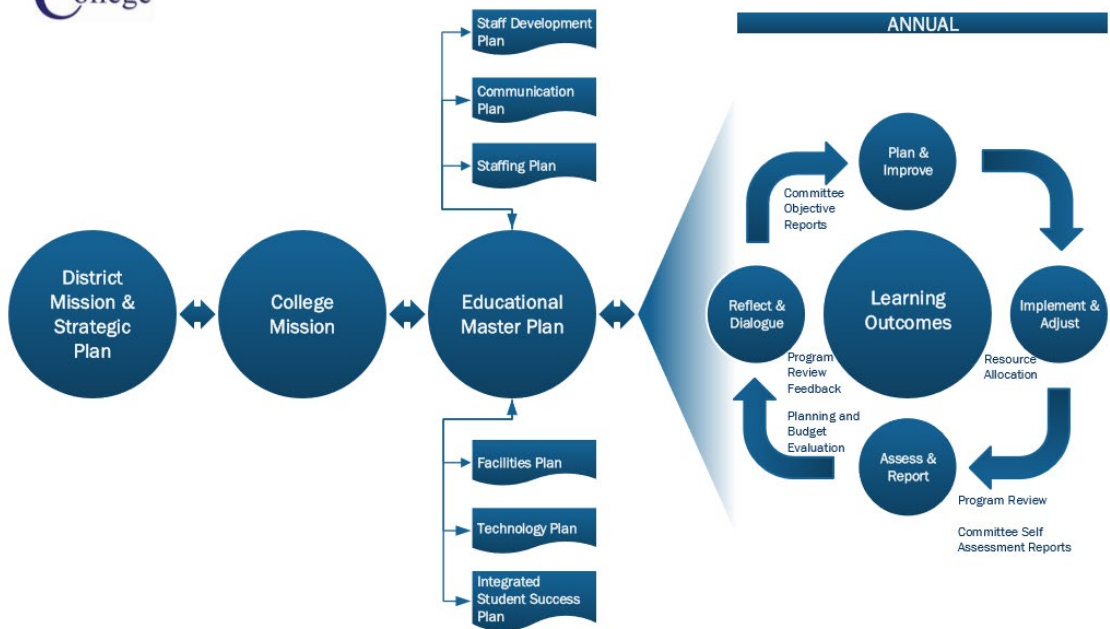 College
Staff Development
Plan
Communication
Plan
Staffing Plan
ANNUAL
District
Mission &
Strategic
Plan
College
Mission
Educational
Master Plan
Facilities Plan
Technology Plan
Integrated
Student Success
Plan
Plan &
Improve
Committee
Objective
Reports
Reflect &
Dialogue
Learning
Outcomes
Implement &
Adjust
Program
Review
Feedback
Resource
Allocation
Planning and
Budget
Evaluation
Assess &
Report
Program Review
Committee Self
Assessment Reports